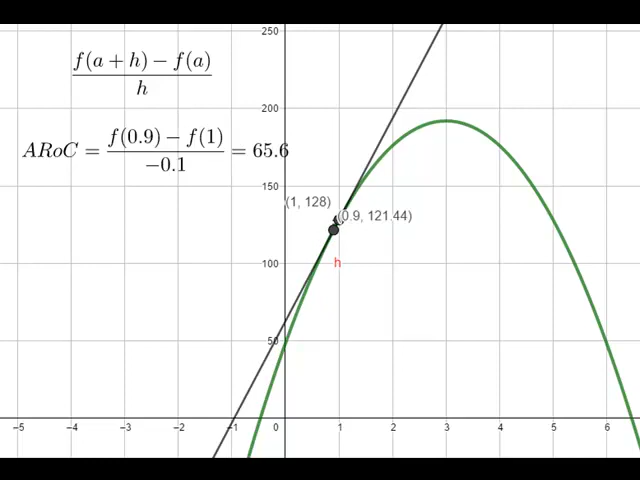 f(a + h) − f(a)
h
ARoC = f(0.9) − f(1) / −0.1 = 65.6
(1, 128)
(0.9, 121.44)
h
250
200
150
100
50
−5 −4 −3 −2 −1 0 1 2 3 4 5 6